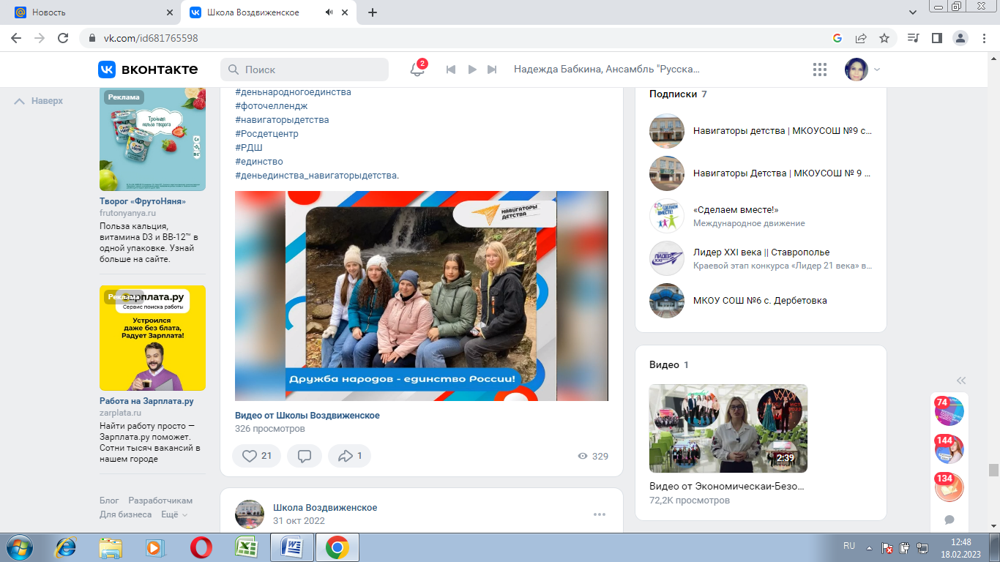 Новость
Школа Воздвиженское
vk.com/id681765598
вконтакте
Поиск
2
Надежда Бабкина, Ансамбль "Русска...
Наверх
Реклама
Тройная
польза творога
Творог «ФрутоНяня»
frutonyanya.ru
Польза кальция,
витамина D3 и BB-12™ в
одной упаковке. Узнай
больше на сайте.
Реклама
Зарплата.ру
Сервис поиска работы
Устроился
даже без блата,
Радует Зарплата!
Работа на Зарплата.ру
zarplata.ru
Найти работу просто —
Зарплата.ру поможет.
Сотни тысяч вакансий в
нашем городе
Блог Разработчикам
Для бизнеса Ещё
#деньнародногоединства
#фоточеллендж
#навигаторыдетства
#Росдетцентр
#РДШ
#единство
#деньединства_навигаторыдетства.
НАВИГАТОРЫ
ДЕТСТВА
Дружба народов - единство России!
Видео от Школы Воздвиженское
326 просмотров
21
1
329
Школа Воздвиженское
31 окт 2022
Подписки 7
Навигаторы детства | МКОУСОШ №9 с...
Навигаторы Детства | МКОУСОШ № 9 ...
«Сделаем вместе!»
Международное движение
Лидер XXI века || Ставрополье
Краевой этап конкурса «Лидер 21 века» в...
МКОУ СОШ №6 с. Дербетовка
Видео 1
2:39
Видео от Экономическаи-Безо...
72,2K просмотров
74
144
134
RU
12:48
18.02.2023